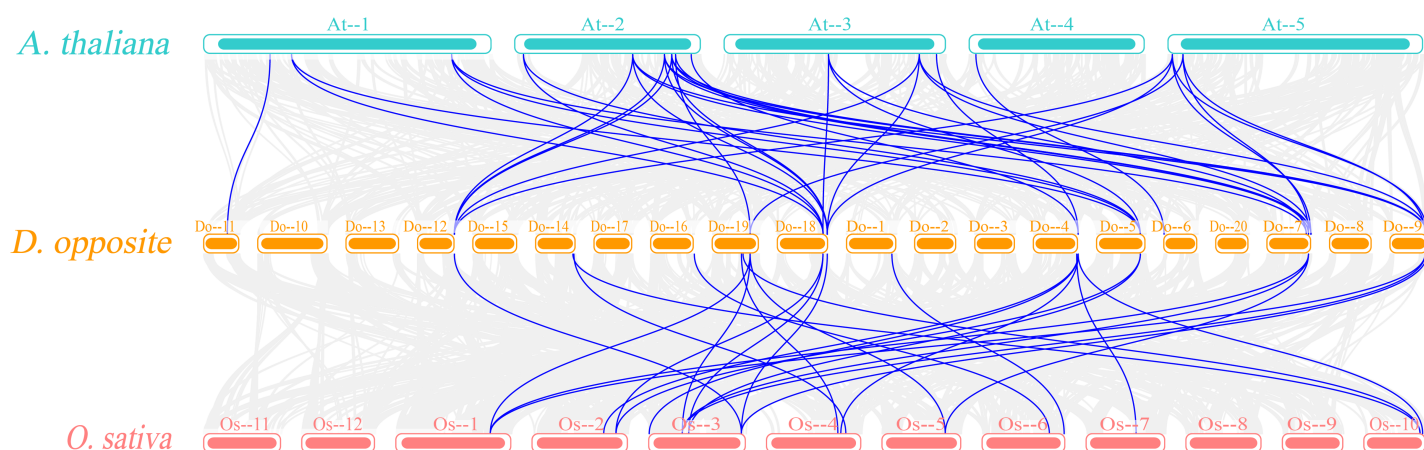 At--1 At--2 At--3 At--4 At--5
A. thaliana
Do--11 Do--10 Do--13 Do--12 Do--15 Do--14 Do--17 Do--16 Do--19 Do--18 Do--1 Do--2 Do--3 Do--4 Do--5 Do--6 Do--20 Do--7 Do--8 Do--9
D. opposite
Os--11 Os--12 Os--1 Os--2 Os--3 Os--4 Os--5 Os--6 Os--7 Os--8 Os--9 Os--10
O. sativa